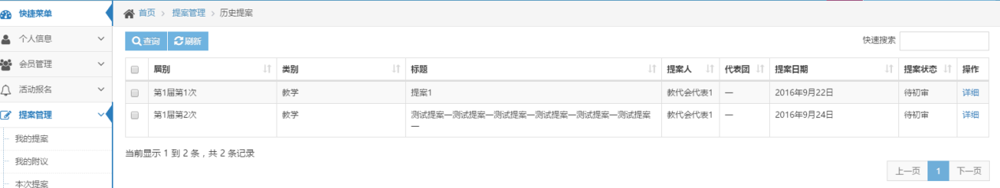 快捷菜单
首页 > 提案管理 > 历史提案
个人信息
会员管理
活动报名
提案管理
我的提案
我的附议
本次提案
查询 刷新
快速搜索
届别 类别 标题 提案人 代表团 提案日期 提案状态 操作
第1届第1次 教学 提案1 教代会代表1 — 2016年9月22日 待初审 详细
第1届第2次 教学 测试提案一测试提案一测试提案一测试提案一测试提案一测试提案 教代会代表1 — 2016年9月24日 待初审 详细
一
当前显示 1 到 2 条，共 2 条记录
上一页 1 下一页